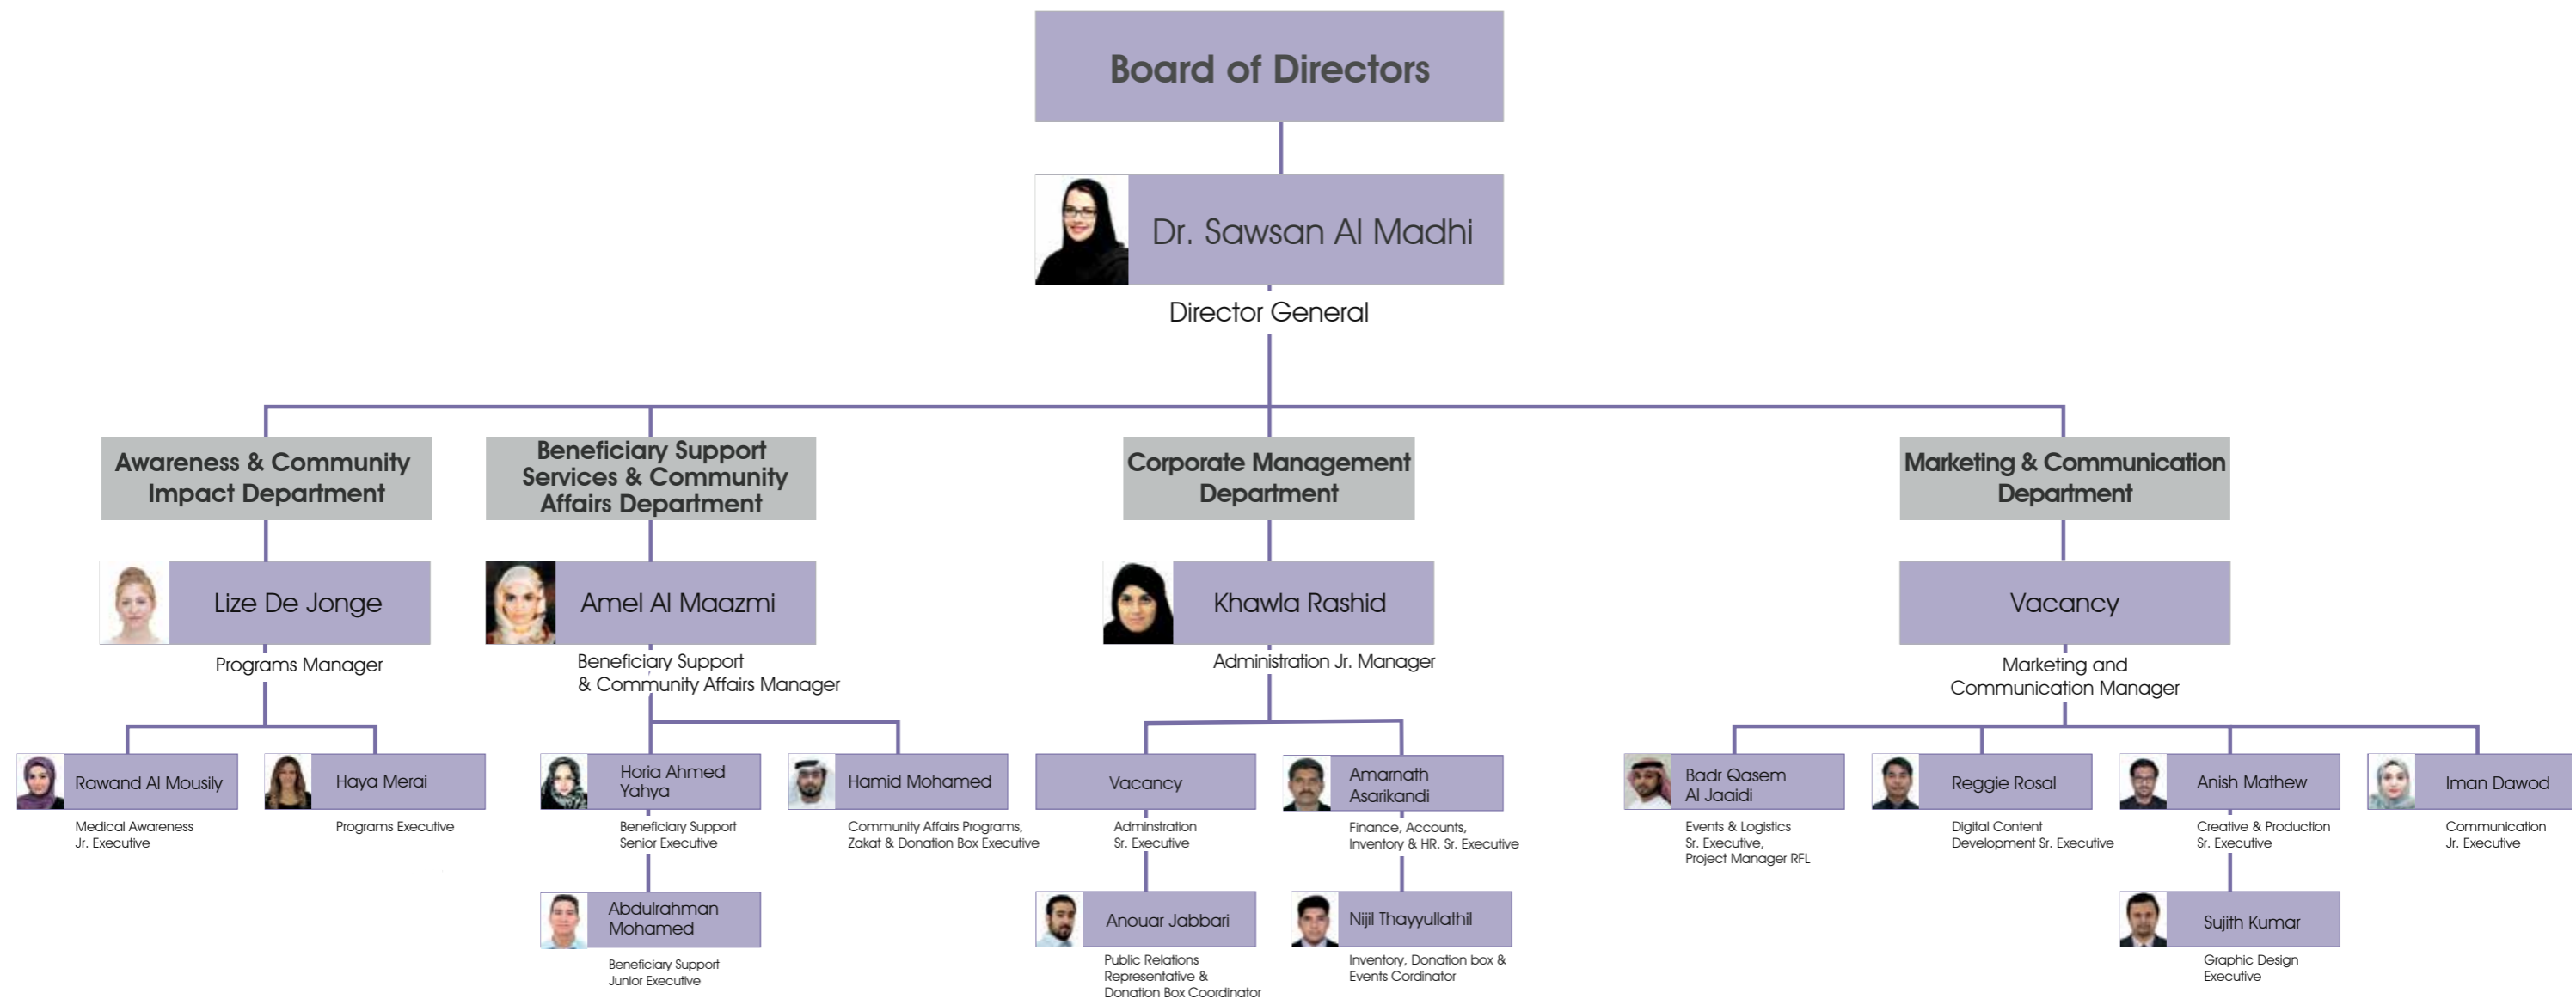 Board of Directors
Dr. Sawsan Al Madhi
Director General
Awareness & Community
Impact Department
Beneficiary Support
Services & Community
Affairs Department
Corporate Management
Department
Marketing & Communication
Department
Lize De Jonge
Programs Manager
Amel Al Maazmi
Beneficiary Support
& Community Affairs Manager
Khawla Rashid
Administration Jr. Manager
Vacancy
Marketing and
Communication Manager
Rawand Al Mousily
Medical Awareness
Jr. Executive
Haya Merai
Programs Executive
Horia Ahmed
Yahya
Beneficiary Support
Senior Executive
Hamid Mohamed
Community Affairs Programs,
Zakat & Donation Box Executive
Vacancy
Adminstration
Sr. Executive
Amarnath
Asarikandi
Finance, Accounts,
Inventory & HR. Sr. Executive
Badr Qasem
Al Jaaidi
Events & Logistics
Sr. Executive,
Project Manager RFL
Reggie Rosal
Digital Content
Development Sr. Executive
Anish Mathew
Creative & Production
Sr. Executive
Iman Dawod
Communication
Jr. Executive
Abdulrahman
Mohamed
Beneficiary Support
Junior Executive
Anouar Jabbari
Public Relations
Representative &
Donation Box Coordinator
Nijil Thayyullathil
Inventory, Donation box &
Events Cordinator
Sujith Kumar
Graphic Design
Executive